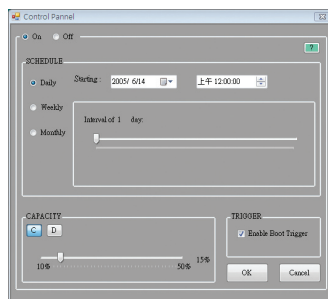 Control Pannel
On Off
?
SCHEDULE
Daily Starting: 2005/ 6/14 上午 12:00:00
Weekly
Monthly
Interval of 1 day:
CAPACITY
C D
10% 50% 15%
TRIGGER
Enable Boot Trigger
OK Cancel